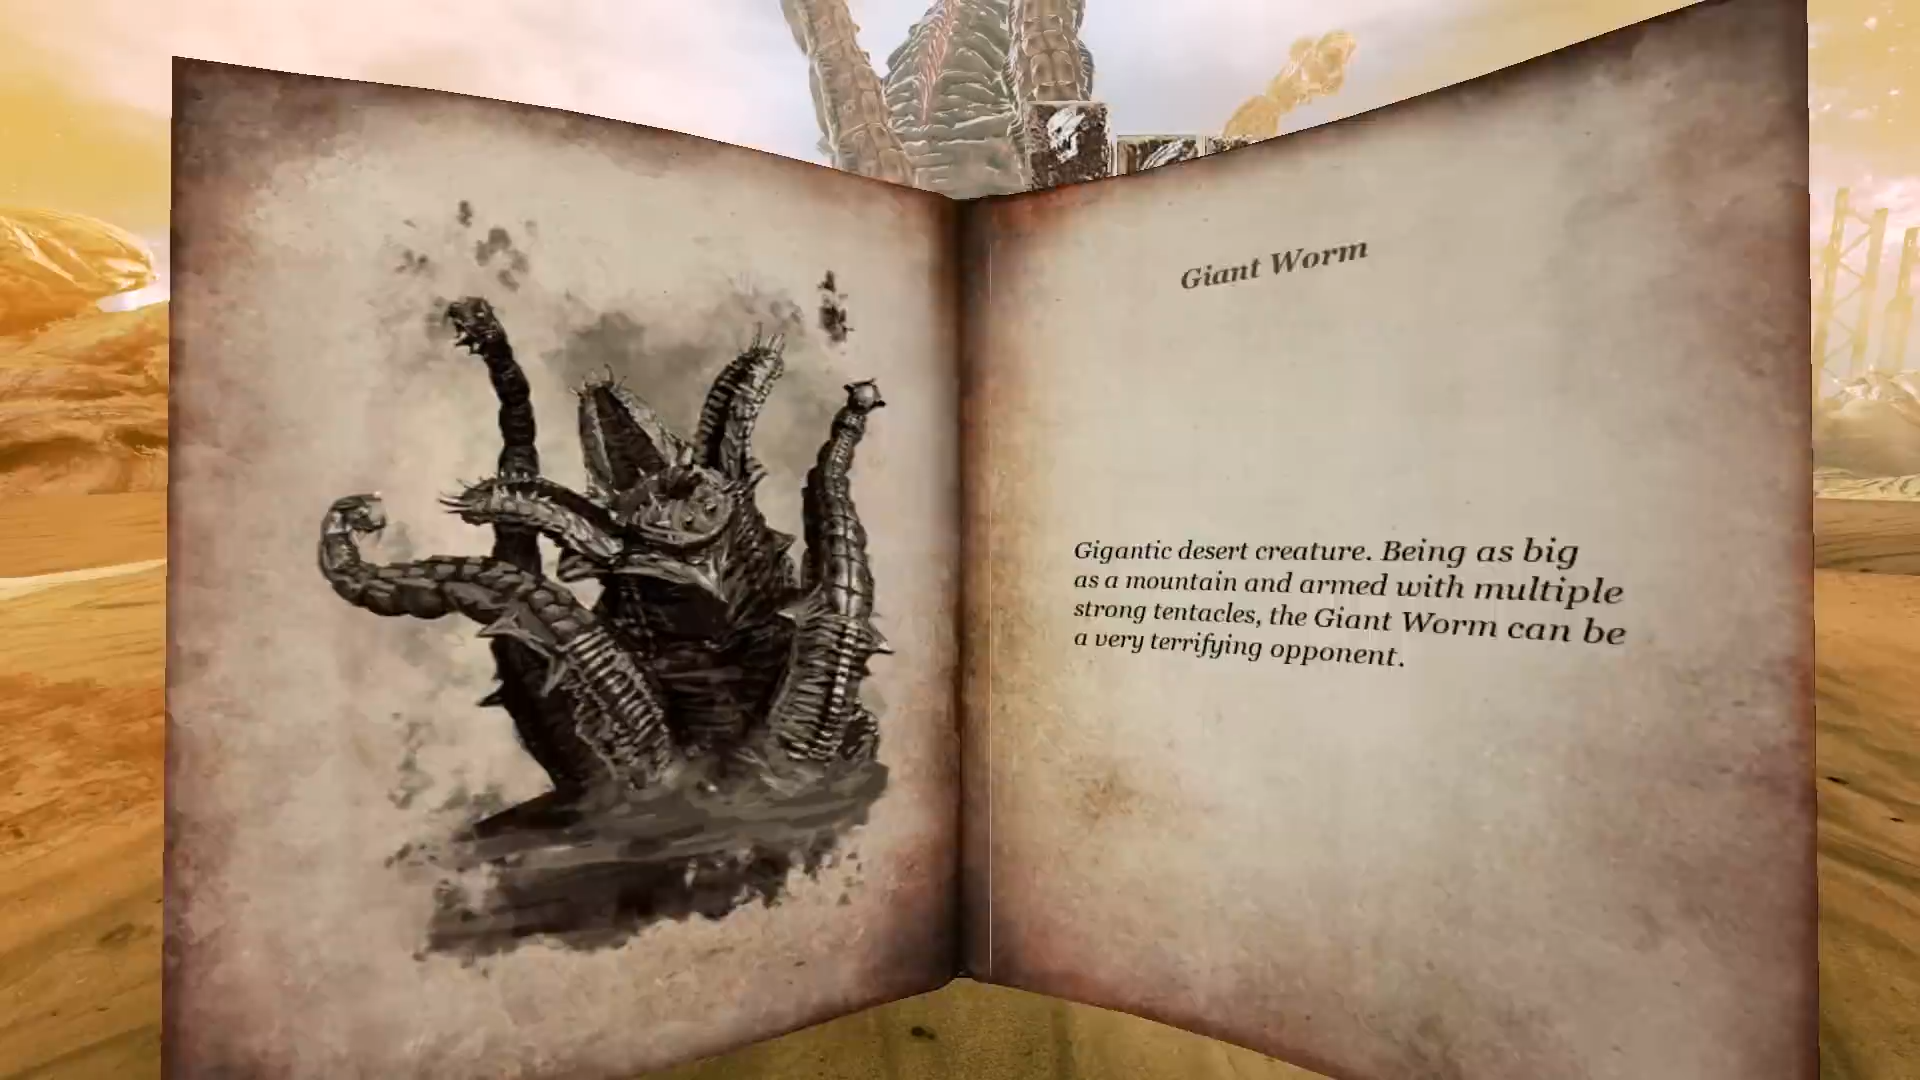 Giant Worm
Gigantic desert creature. Being as big
as a mountain and armed with multiple
strong tentacles, the Giant Worm can be
a very terrifying opponent.